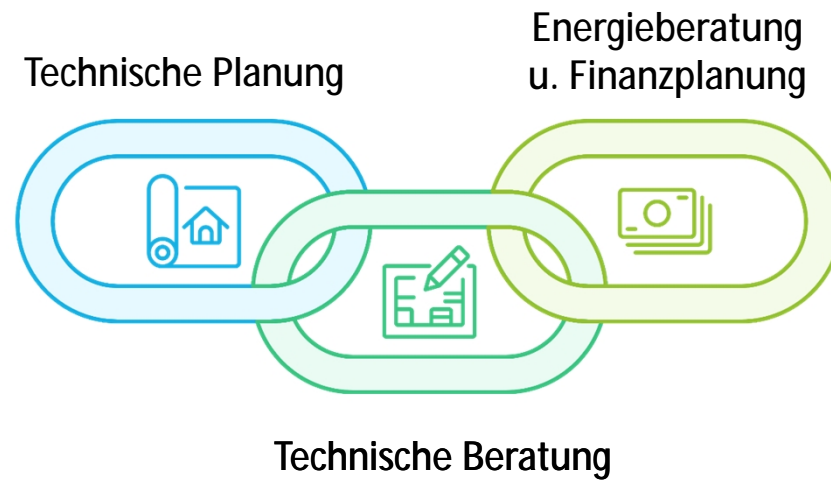 Technische Planung
Energieberatung
u. Finanzplanung
Technische Beratung